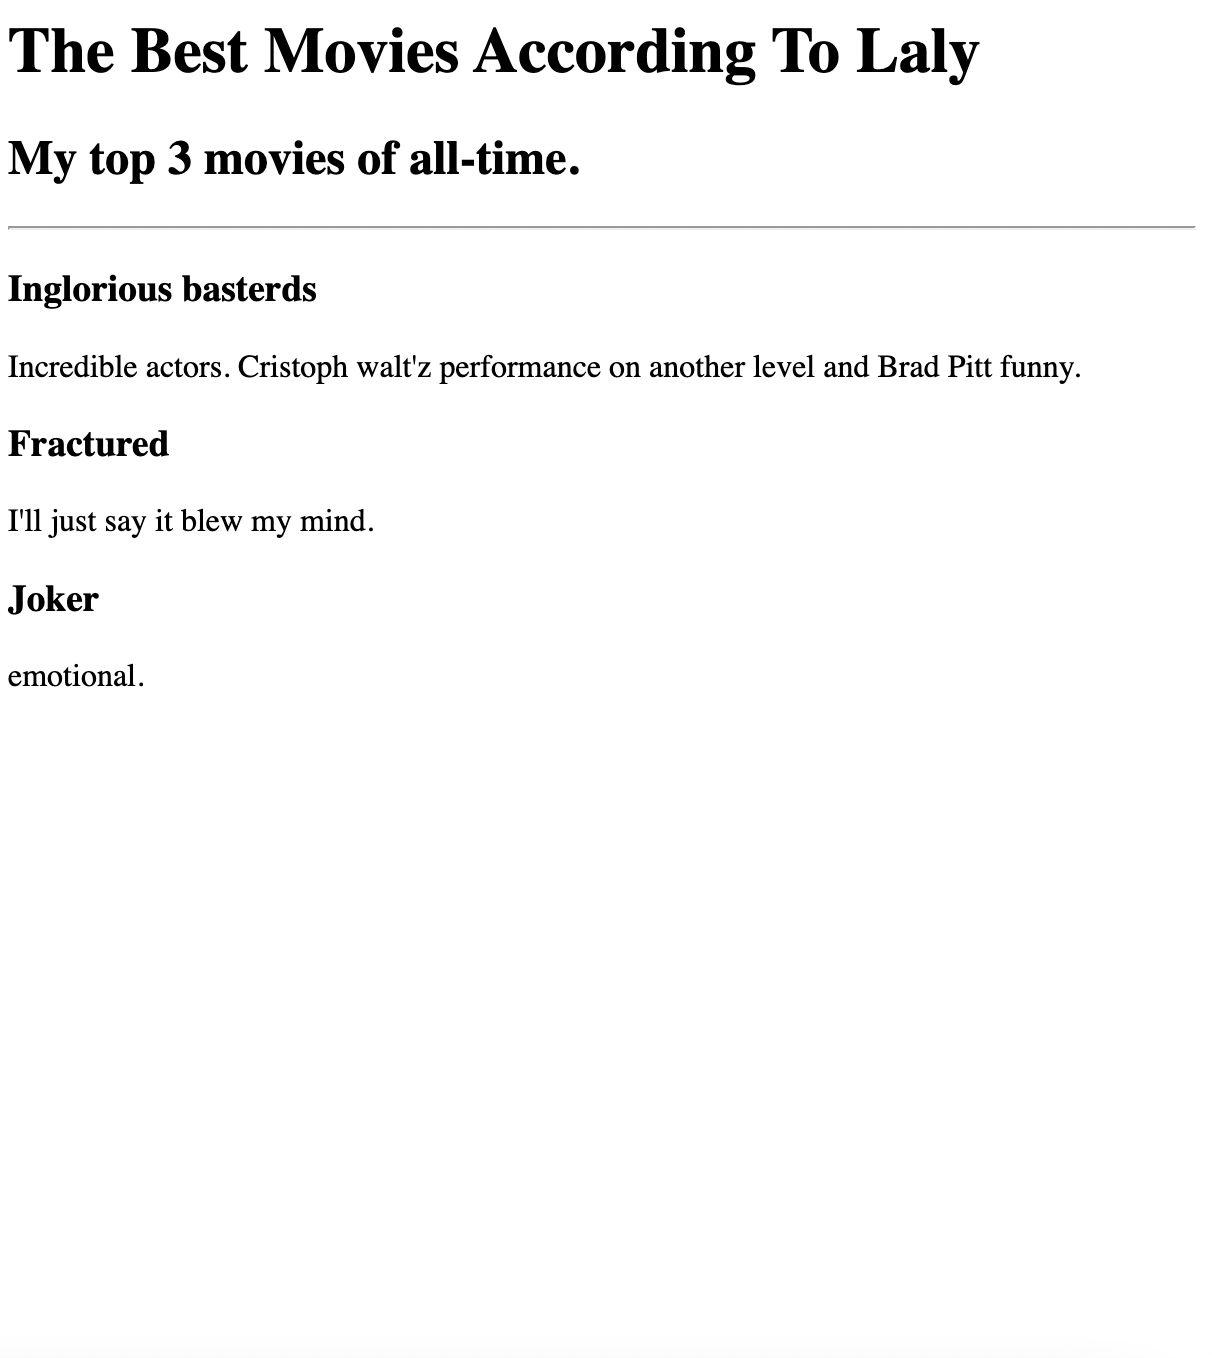 The Best Movies According To Laly
My top 3 movies of all-time.
Inglorious basterds
Incredible actors. Cristoph walt'z performance on another level and Brad Pitt funny.
Fractured
I'll just say it blew my mind.
Joker
emotional.